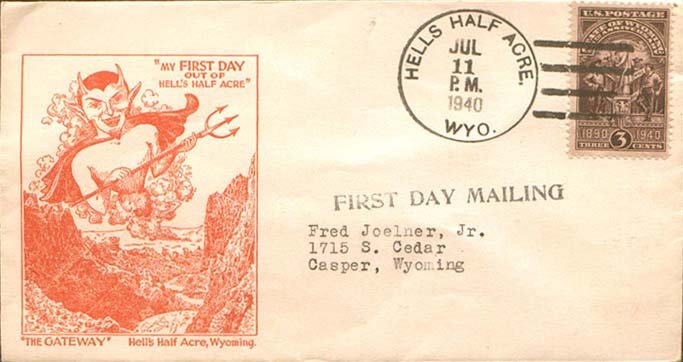 "MY FIRST DAY
OUT OF
HELL'S HALF ACRE"
"THE GATEWAY" Hell's Half Acre, Wyoming.
HELLS HALF ACRE.
JUL
11
P.M.
1940
WYO.
U.S. POSTAGE
1890 3 1940
THREE CENTS
FIRST DAY MAILING
Fred Joelner, Jr.
1715 S. Cedar
Casper, Wyoming